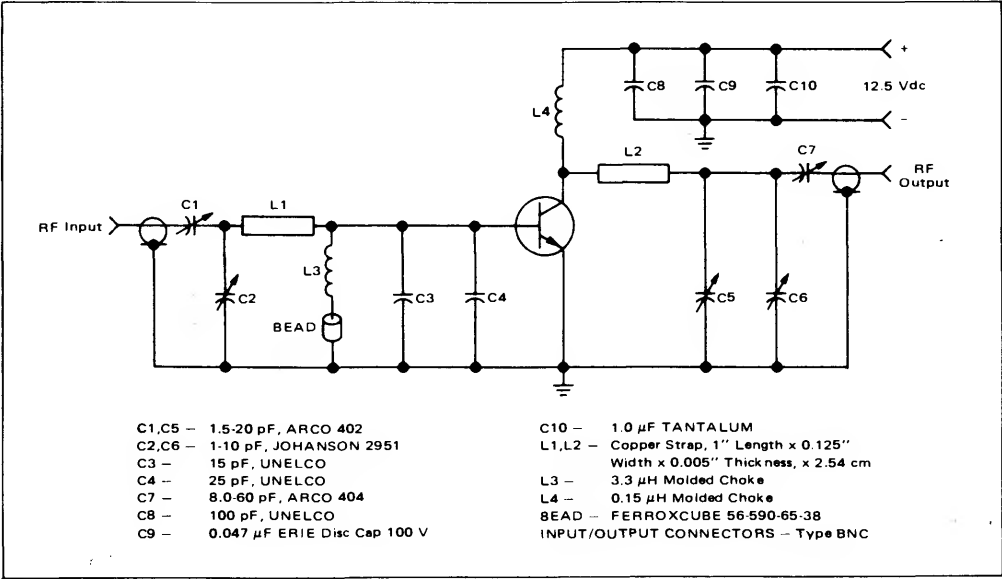 +
C8
C9
C10
12.5 Vdc
L4
–
L2
C7
RF
Output
C1
L1
RF Input
L3
C2
C3
C4
C5
C6
BEAD
C1,C5 – 1.5-20 pF, ARCO 402
C2,C6 – 1-10 pF, JOHANSON 2951
C3 – 15 pF, UNELCO
C4 – 25 pF, UNELCO
C7 – 8.0-60 pF, ARCO 404
C8 – 100 pF, UNELCO
C9 – 0.047 μF ERIE Disc Cap 100 V
C10 – 1.0 μF TANTALUM
L1,L2 – Copper Strap, 1" Length x 0.125"
Width x 0.005" Thickness, x 2.54 cm
L3 – 3.3 μH Molded Choke
L4 – 0.15 μH Molded Choke
BEAD – FERROXCUBE 56-590-65-38
INPUT/OUTPUT CONNECTORS – Type BNC